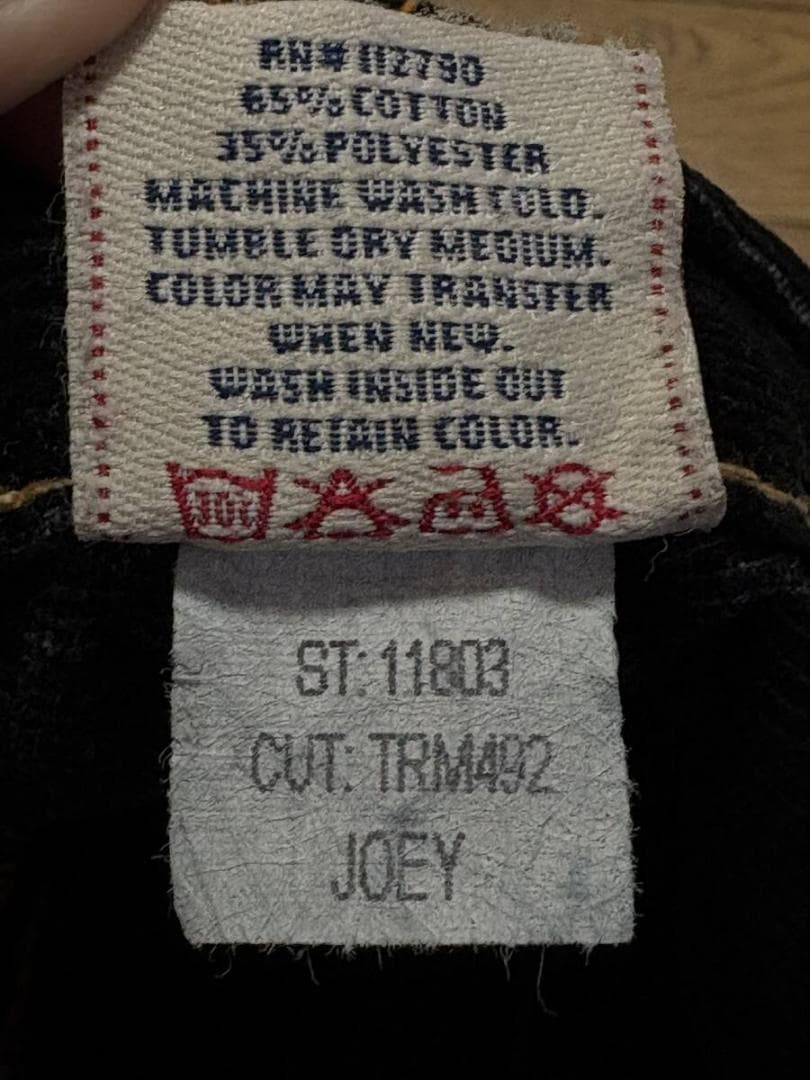 RN# 112790
65% COTTON
35% POLYESTER
MACHINE WASH COLD.
TUMBLE DRY MEDIUM.
COLOR MAY TRANSFER
WHEN NEW.
WASH INSIDE OUT
TO RETAIN COLOR.
ST: 11803
CUT: TRM492
JOEY